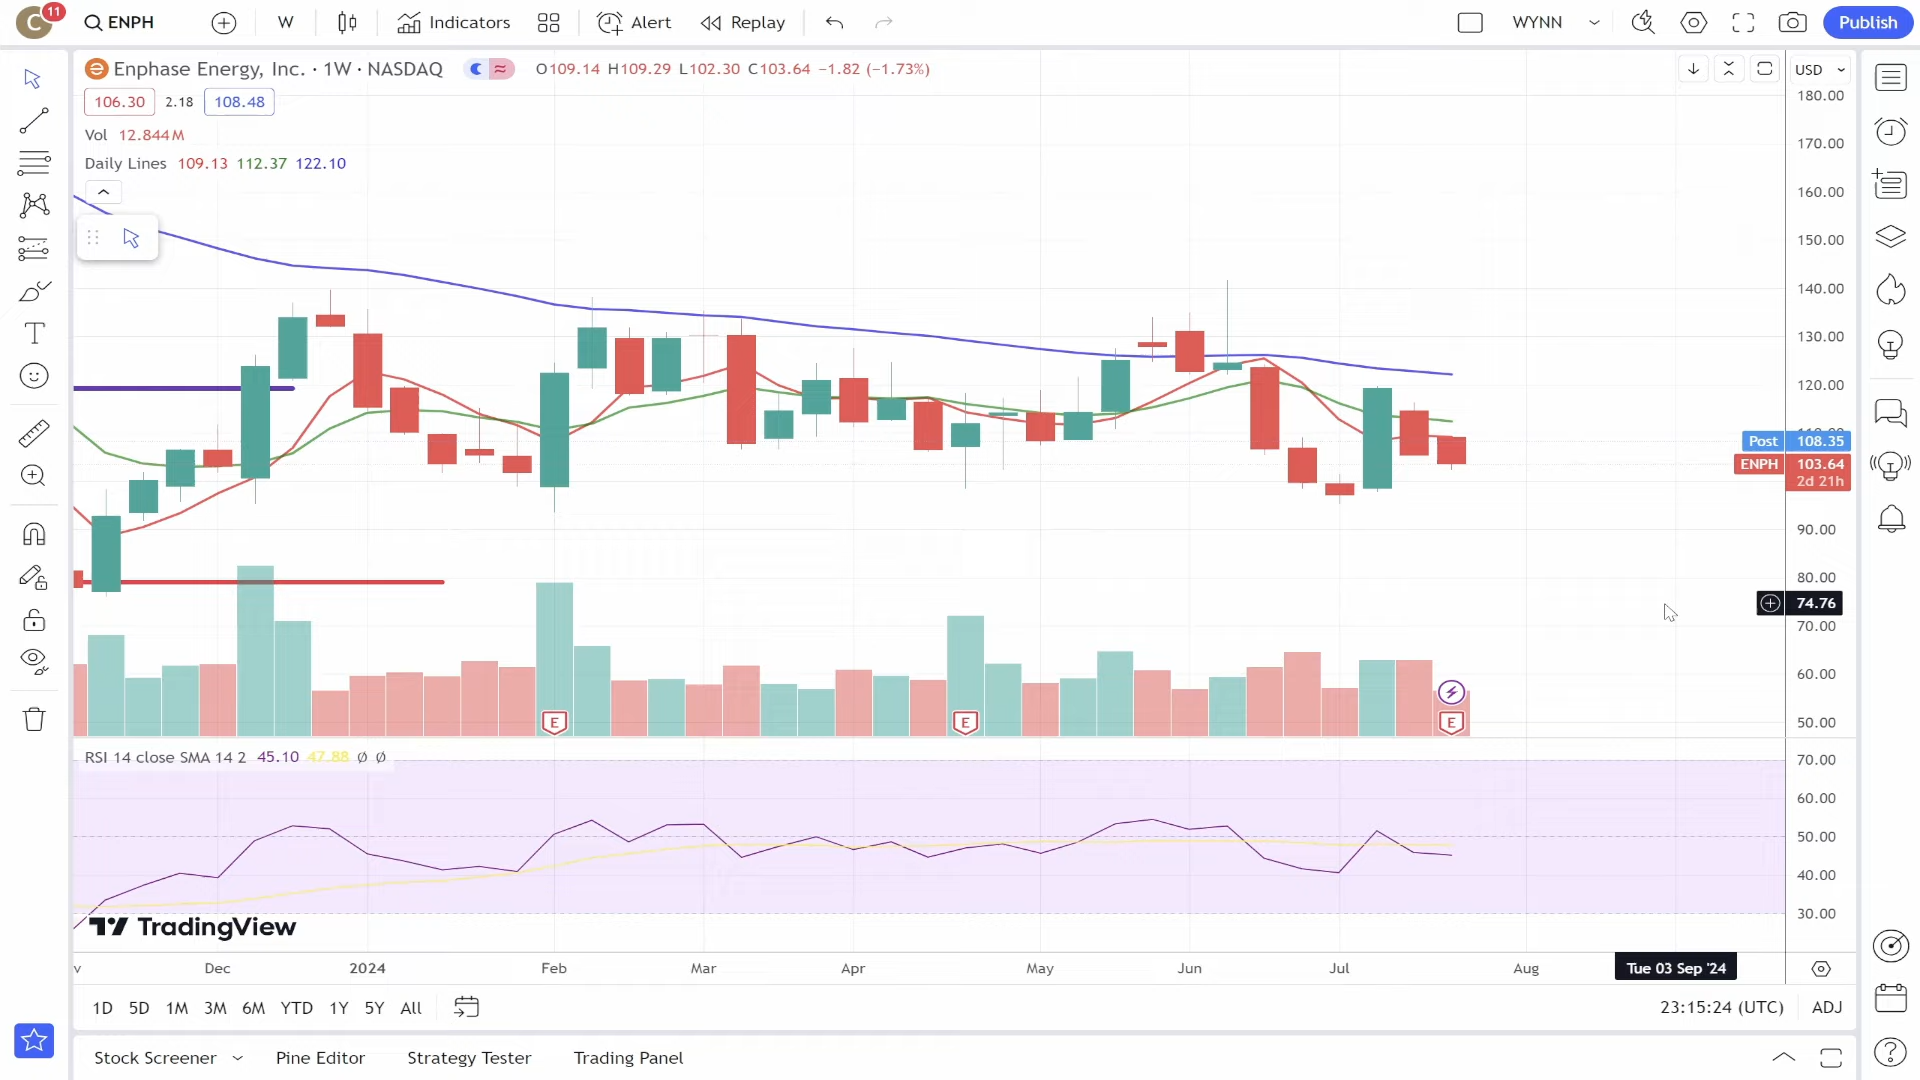 C 11 ENPH W Indicators Alert Replay WYNN Publish
Enphase Energy, Inc. · 1W · NASDAQ O109.14 H109.29 L102.30 C103.64 −1.82 (−1.73%) USD
106.30 2.18 108.48
Vol 12.844M
Daily Lines 109.13 112.37 122.10
180.00
170.00
160.00
150.00
140.00
130.00
120.00
Post 108.35
ENPH 103.64
2d 21h
90.00
80.00
74.76
70.00
60.00
50.00
E E E
RSI 14 close SMA 14 2 45.10 47.88 Ø Ø
70.00
60.00
50.00
40.00
30.00
TradingView
v Dec 2024 Feb Mar Apr May Jun Jul Aug Tue 03 Sep '24
1D 5D 1M 3M 6M YTD 1Y 5Y All 23:15:24 (UTC) ADJ
Stock Screener Pine Editor Strategy Tester Trading Panel